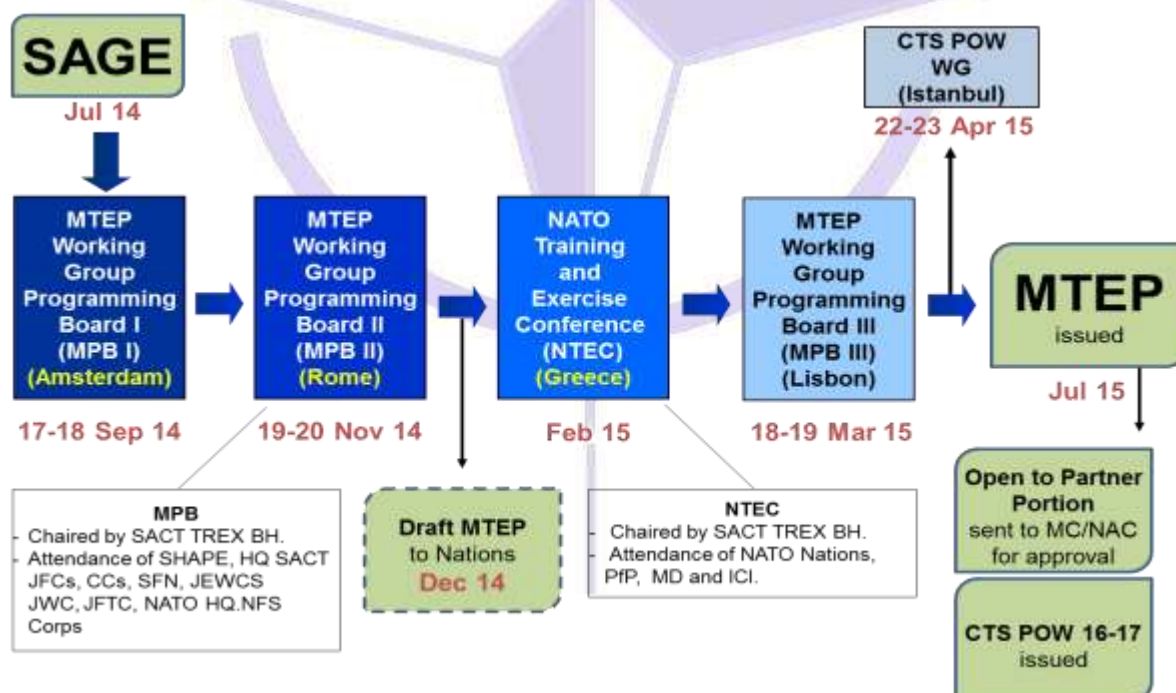 SAGE
Jul 14
CTS POW
WG
(Istanbul)
22-23 Apr 15
MTEP
Working
Group
Programming
Board I
(MPB I)
(Amsterdam)
17-18 Sep 14
MTEP
Working
Group
Programming
Board II
(MPB II)
(Rome)
19-20 Nov 14
NATO
Training
and
Exercise
Conference
(NTEC)
(Greece)
Feb 15
MTEP
Working
Group
Programming
Board III
(MPB III)
(Lisbon)
18-19 Mar 15
MTEP
issued
Jul 15
MPB
- Chaired by SACT TREX BH.
- Attendance of SHAPE, HQ SACT
JFCs, CCs, SFN, JEWCS
JWC, JFTC, NATO HQ.NFS
Corps
Draft MTEP
to Nations
Dec 14
NTEC
- Chaired by SACT TREX BH.
- Attendance of NATO Nations,
PfP, MD and ICI.
Open to Partner
Portion
sent to MC/NAC
for approval
CTS POW 16-17
issued